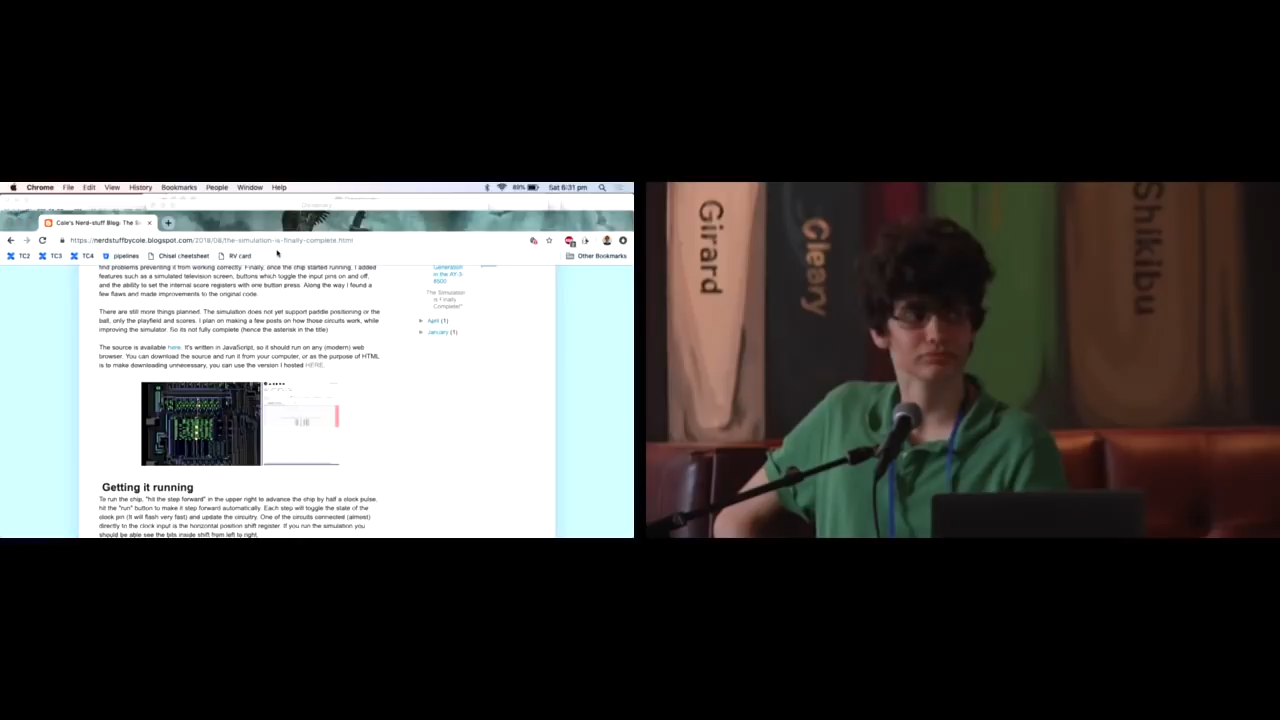 Chrome File Edit View History Bookmarks People Window Help 89% Sat 6:31 pm
Cole's Nerd-stuff Blog: The Si
https://nerdstuffbycole.blogspot.com/2018/08/the-simulation-is-finally-complete.html
TC2 TC3 TC4 pipelines Chisel cheetsheet RV card Other Bookmarks
find problems preventing it from working correctly. Finally, once the chip started running, I added
features such as a simulated television screen, buttons which toggle the input pins on and off,
and the ability to set the internal score registers with one button press. Along the way I found a
few flaws and made improvements to the original code.
There are still more things planned. The simulation does not yet support paddle positioning or the
ball, only the playfield and scores. I plan on making a few posts on how those circuits work, while
improving the simulator. So its not fully complete (hence the asterisk in the title)
The source is available here. It's written in JavaScript, so it should run on any (modern) web
browser. You can download the source and run it from your computer, or as the purpose of HTML
is to make downloading unnecessary, you can use the version I hosted HERE.
Getting it running
To run the chip, "hit the step forward" in the upper right to advance the chip by half a clock pulse.
hit the "run" button to make it step forward automatically. Each step will toggle the state of the
clock pin (It will flash very fast) and update the circuitry. One of the circuits connected (almost)
directly to the clock input is the horizontal position shift register. If you run the simulation you
should be able see the bits inside shift from left to right.
Generation
in the AY-3-
8500
The Simulation
is Finally
Complete!*
April (1)
January (1)
Girard
Cleary
Shikibu